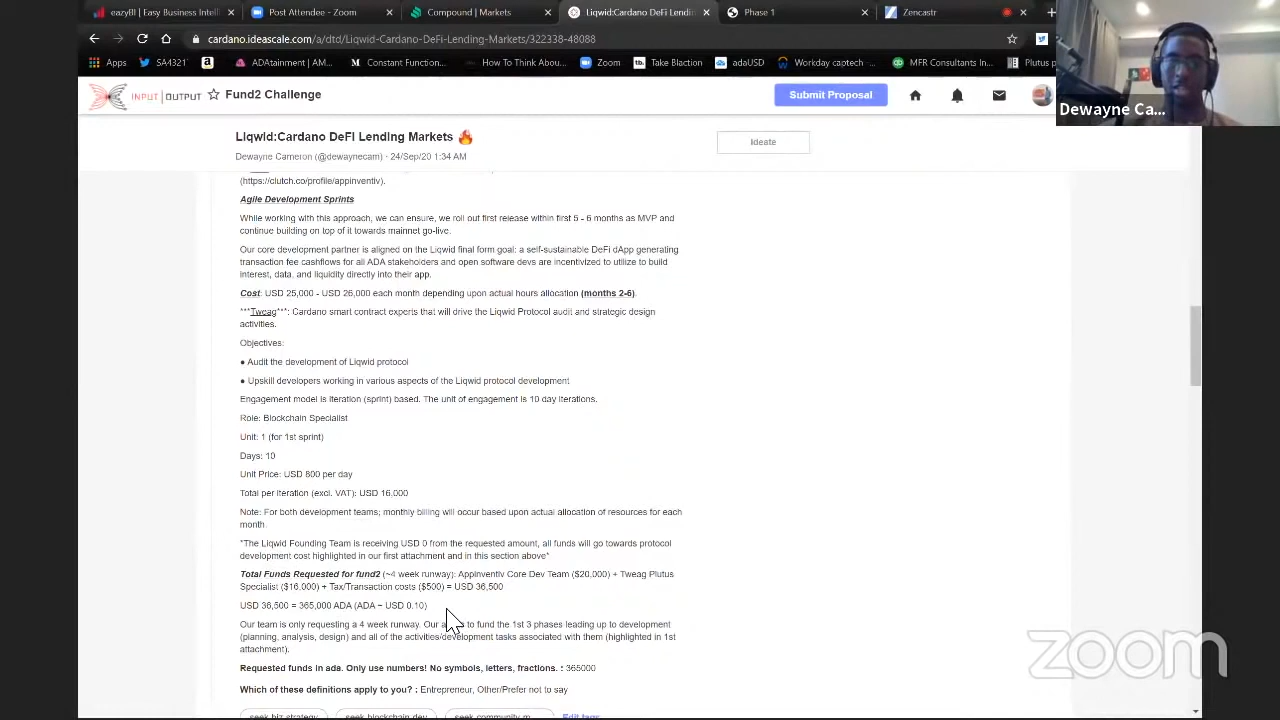 eazyBI | Easy Business Intelli
Post Attendee - Zoom
Compound | Markets
Liqwid:Cardano DeFi Lending
Phase 1
Zencastr
cardano.ideascale.com/a/dtd/Liqwid-Cardano-DeFi-Lending-Markets/322338-48088
Apps
SA4321
ADAtainment | AM...
Constant Function...
How To Think Abou...
Zoom
tb. Take Blaction
adaUSD
Workday captech ...
MFR Consultants In...
Plutus p
Dewayne Ca...
INPUT | OUTPUT
Fund2 Challenge
Submit Proposal
Liqwid:Cardano DeFi Lending Markets 🔥
Dewayne Cameron (@dewaynecam) - 24/Sep/20 1:34 AM
Ideate
(https://clutch.co/profile/appinventiv).
Agile Development Sprints
While working with this approach, we can ensure, we roll out first release within first 5 - 6 months as MVP and
continue building on top of it towards mainnet go-live.
Our core development partner is aligned on the Liqwid final form goal: a self-sustainable DeFi dApp generating
transaction fee cashflows for all ADA stakeholders and open software devs are incentivized to utilize to build
interest, data, and liquidity directly into their app.
Cost: USD 25,000 - USD 26,000 each month depending upon actual hours allocation (months 2-6).
***Tweag***: Cardano smart contract experts that will drive the Liqwid Protocol audit and strategic design
activities.
Objectives:
● Audit the development of Liqwid protocol
● Upskill developers working in various aspects of the Liqwid protocol development
Engagement model is iteration (sprint) based. The unit of engagement is 10 day iterations.
Role: Blockchain Specialist
Unit: 1 (for 1st sprint)
Days: 10
Unit Price: USD 800 per day
Total per iteration (excl. VAT): USD 16,000
Note: For both development teams; monthly billing will occur based upon actual allocation of resources for each
month.
*The Liqwid Founding Team is receiving USD 0 from the requested amount, all funds will go towards protocol
development cost highlighted in our first attachment and in this section above*
Total Funds Requested for fund2 (~4 week runway): Appinventiv Core Dev Team ($20,000) + Tweag Plutus
Specialist ($16,000) + Tax/Transaction costs ($500) = USD 36,500
USD 36,500 = 365,000 ADA (ADA ~ USD 0.10)
Our team is only requesting a 4 week runway. Our to fund the 1st 3 phases leading up to development
(planning, analysis, design) and all of the activities/development tasks associated with them (highlighted in 1st
attachment).
Requested funds in ada. Only use numbers! No symbols, letters, fractions. : 365000
Which of these definitions apply to you? : Entrepreneur, Other/Prefer not to say
seek biz strategy
seek blockchain dev
seek community m...
Edit tags
zoom